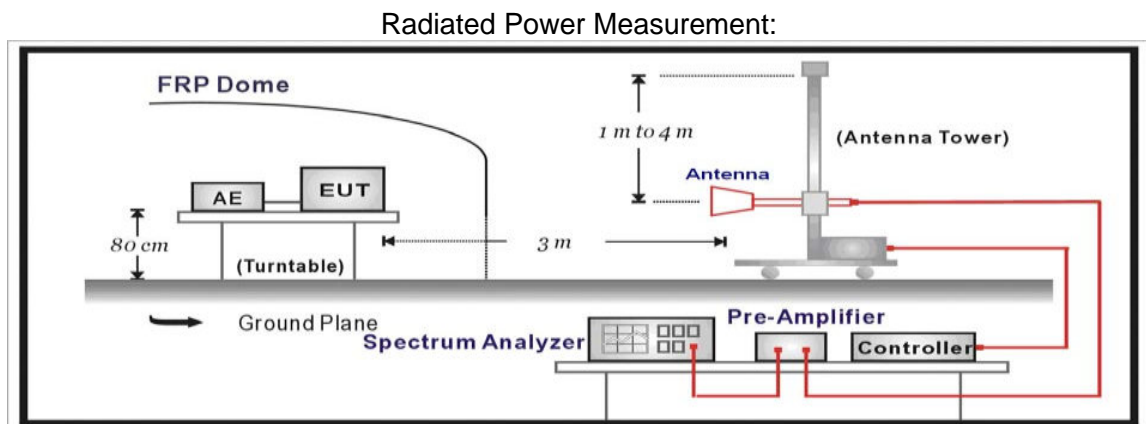 Radiated Power Measurement:
FRP Dome
1 m to 4 m
(Antenna Tower)
Antenna
AE
EUT
80 cm
3 m
(Turntable)
Ground Plane
Pre-Amplifier
Spectrum Analyzer
Controller